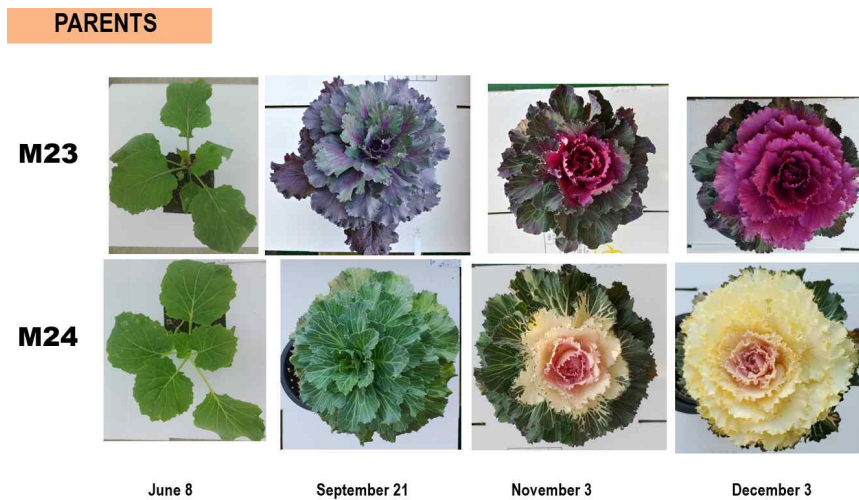 PARENTS
M23
M24
June 8
September 21
November 3
December 3